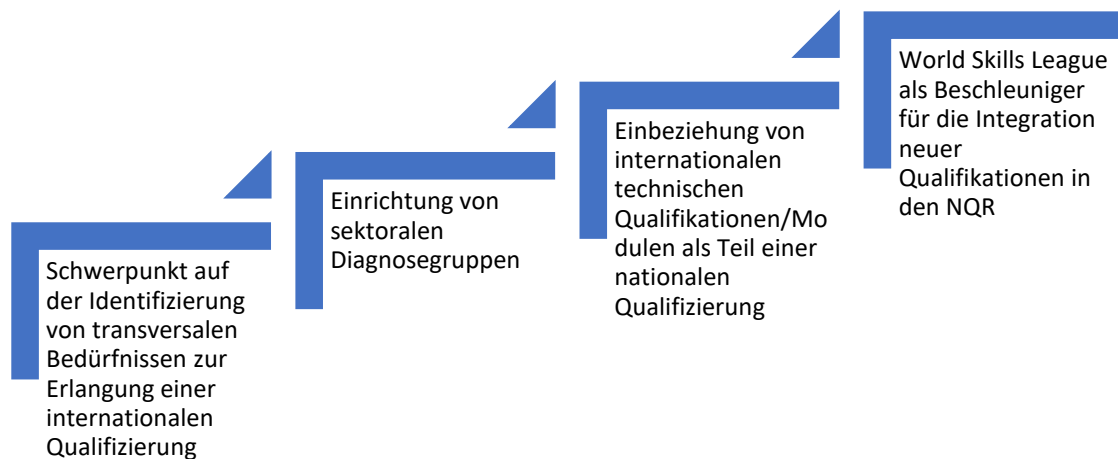 Schwerpunkt auf
der Identifizierung
von transversalen
Bedürfnissen zur
Erlangung einer
internationalen
Qualifizierung
Einrichtung von
sektoralen
Diagnosegruppen
Einbeziehung von
internationalen
technischen
Qualifikationen/Mo
dulen als Teil einer
nationalen
Qualifizierung
World Skills League
als Beschleuniger
für die Integration
neuer
Qualifikationen in
den NQR